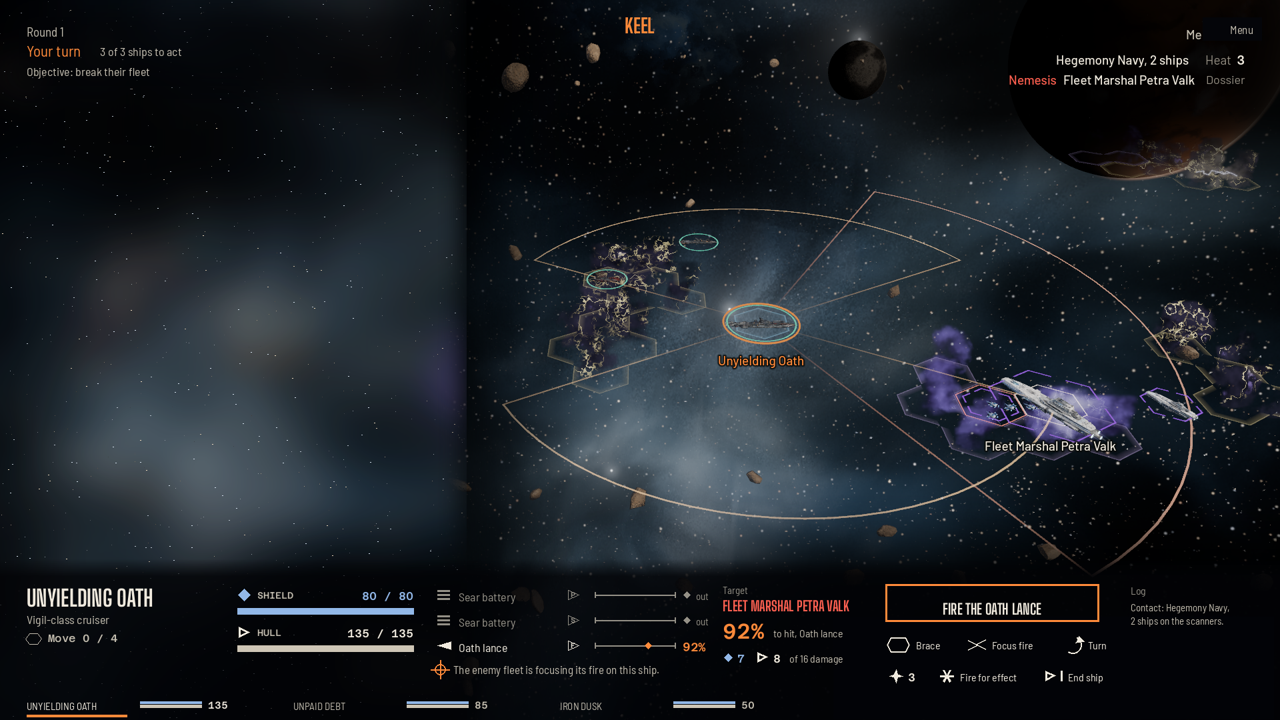 KEEL
Round 1
Your turn 3 of 3 ships to act
Objective: break their fleet
Me Menu
Hegemony Navy, 2 ships Heat 3
Nemesis Fleet Marshal Petra Valk Dossier
Unyielding Oath
Fleet Marshal Petra Valk
UNYIELDING OATH
Vigil-class cruiser
Move 0 / 4
SHIELD 80 / 80
HULL 135 / 135
Sear battery out
Sear battery out
Oath lance 92%
The enemy fleet is focusing its fire on this ship.
Target
FLEET MARSHAL PETRA VALK
92% to hit, Oath lance
7 8 of 16 damage
FIRE THE OATH LANCE
Brace Focus fire Turn
3 Fire for effect End ship
Log
Contact: Hegemony Navy,
2 ships on the scanners.
UNYIELDING OATH 135 UNPAID DEBT 85 IRON DUSK 50